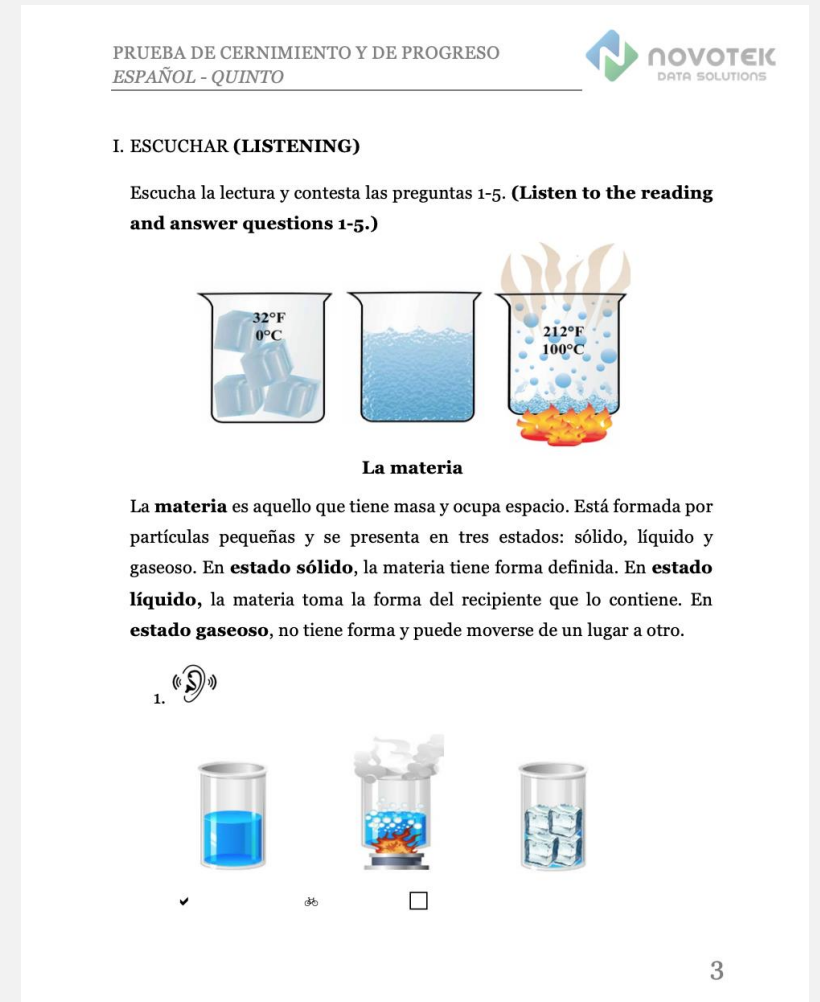 PRUEBA DE CERNIMIENTO Y DE PROGRESO
ESPAÑOL - QUINTO
NOVOTEK
DATA SOLUTIONS
I. ESCUCHAR (LISTENING)
Escucha la lectura y contesta las preguntas 1-5. (Listen to the reading
and answer questions 1-5.)
32°F
0°C
212°F
100°C
La materia
La materia es aquello que tiene masa y ocupa espacio. Está formada por
partículas pequeñas y se presenta en tres estados: sólido, líquido y
gaseoso. En estado sólido, la materia tiene forma definida. En estado
líquido, la materia toma la forma del recipiente que lo contiene. En
estado gaseoso, no tiene forma y puede moverse de un lugar a otro.
1.
3